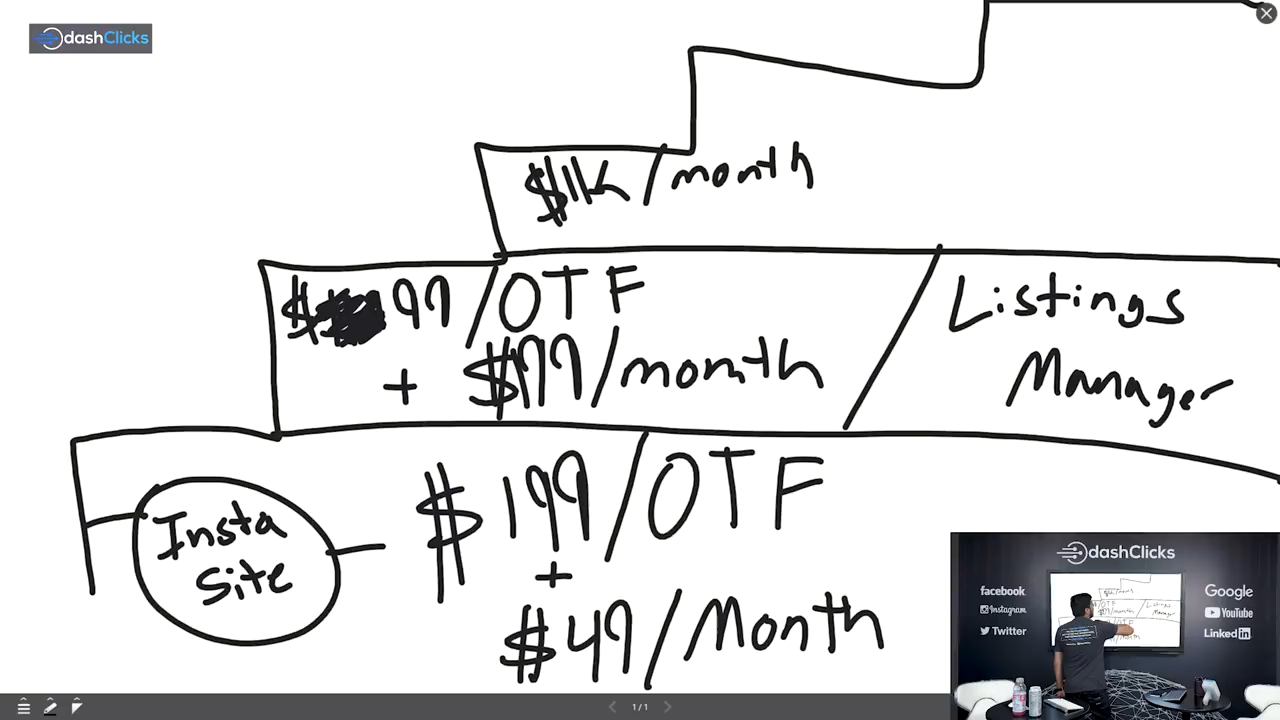 dashClicks
$1k/month
$ 99/OTF
+ $99/month
Listings
Manager
Insta
Site
$199/OTF
+
$49/Month
1/1
dashClicks
facebook
Instagram
Twitter
Google
YouTube
LinkedIn